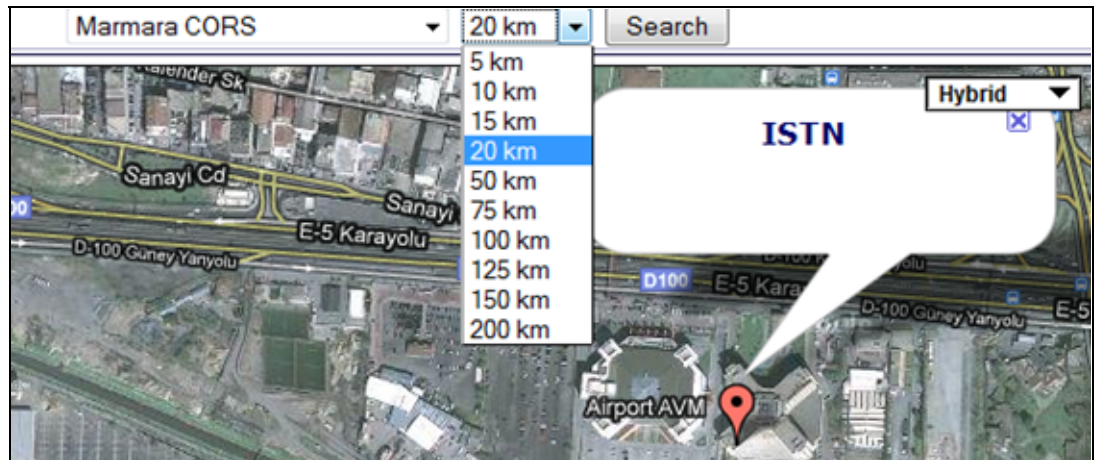 Marmara CORS
20 km
Search
5 km
10 km
15 km
20 km
50 km
75 km
100 km
125 km
150 km
200 km
Hybrid
ISTN
Kalender Sk
Sanayi Cd
Sanayi
E-5 Karayolu
D-100 Güney Yanyolu
D100
E-5 Kara
D-100 Güney Yanyolu
E-5
Airport AVM